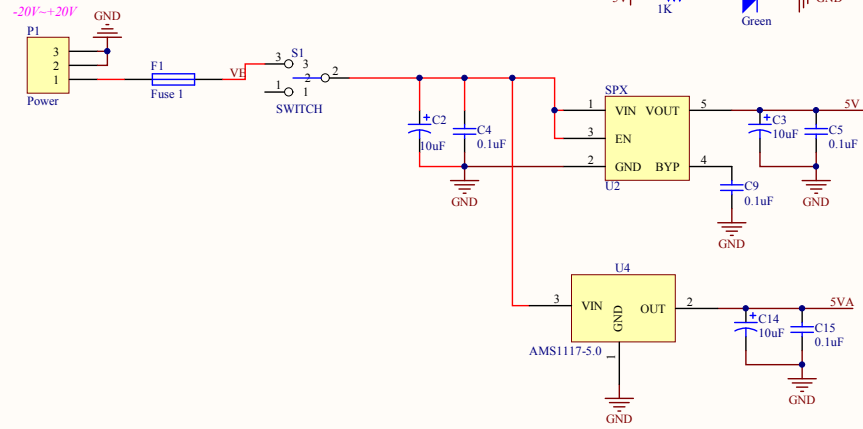 -20V~+20V
GND
P1
3
2
1
Power
F1
Fuse 1
VE
S1
3 3
2 2
1 1
SWITCH
1K
Green
GND
C2
10uF
C4
0.1uF
GND
SPX
1 VIN VOUT 5
3 EN
2 GND BYP 4
U2
C3
10uF
C5
0.1uF
5V
GND
C9
0.1uF
GND
U4
3 VIN GND OUT 2
1
AMS1117-5.0
GND
5VA
C14
10uF
C15
0.1uF
GND